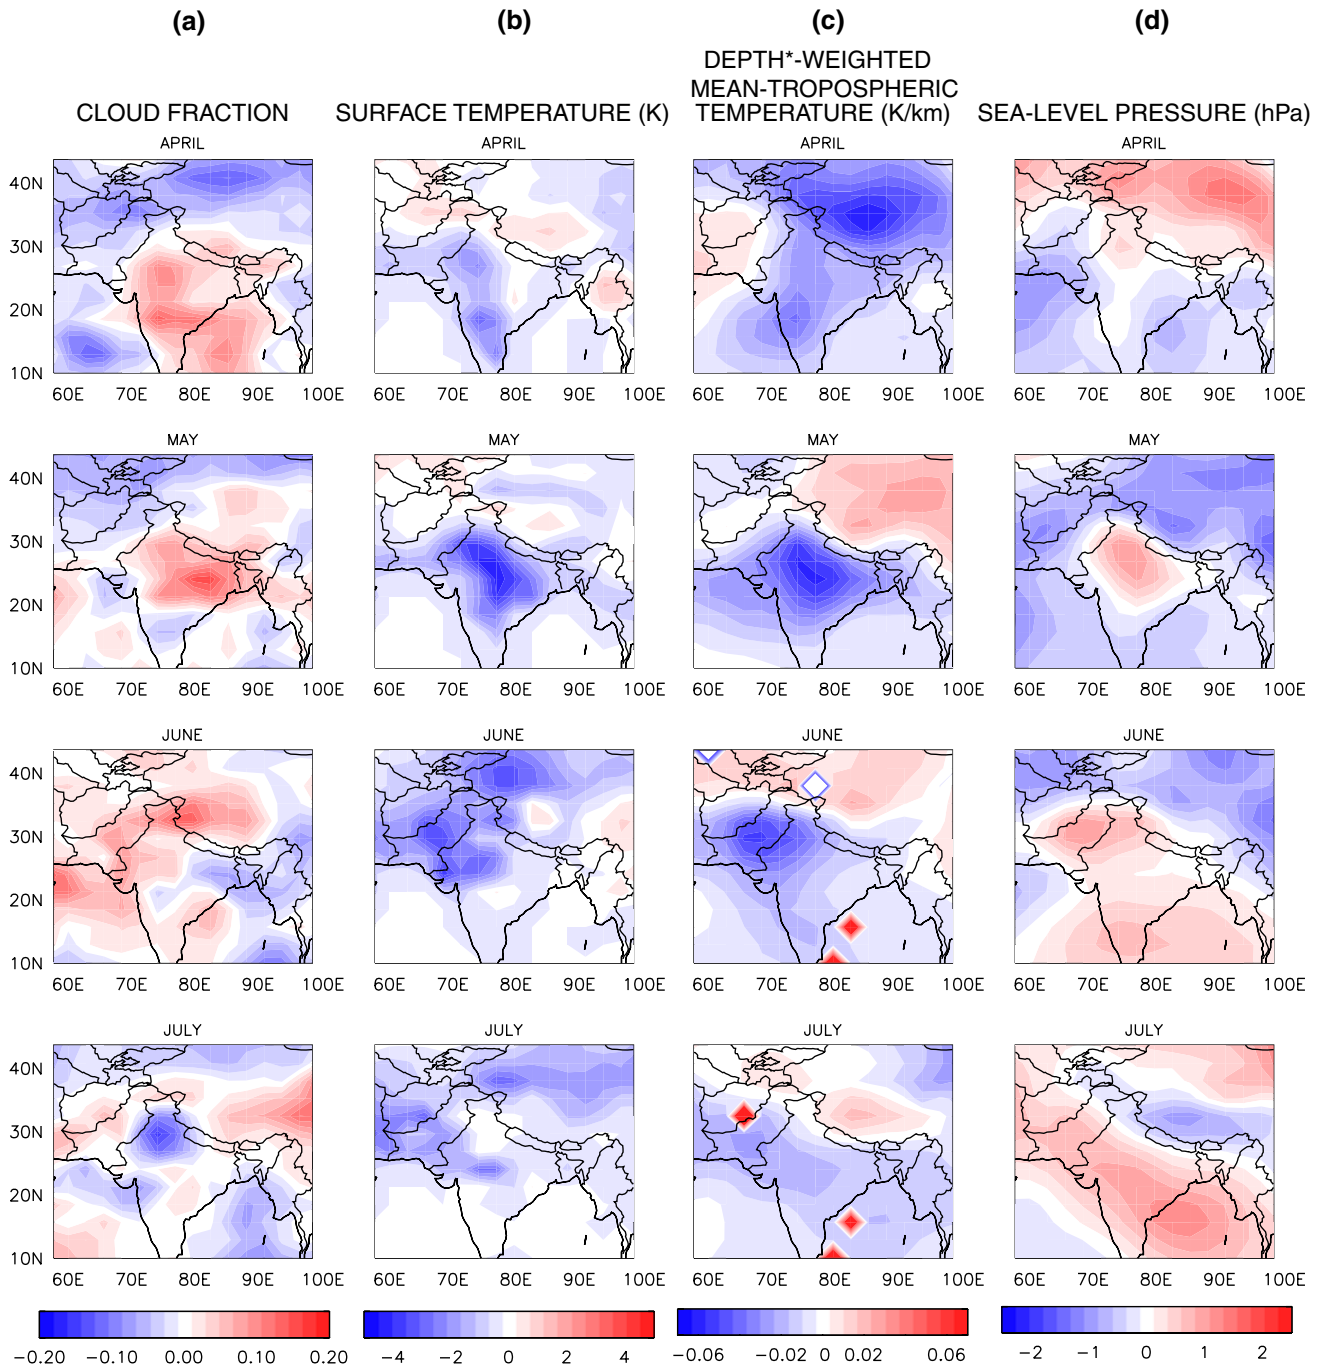 (a) (b) (c) (d)
DEPTH*-WEIGHTED
MEAN-TROPOSPHERIC
CLOUD FRACTION SURFACE TEMPERATURE (K) TEMPERATURE (K/km) SEA-LEVEL PRESSURE (hPa)
APRIL APRIL APRIL APRIL
40N
30N
20N
10N
60E 70E 80E 90E 100E 60E 70E 80E 90E 100E 60E 70E 80E 90E 100E 60E 70E 80E 90E 100E
MAY MAY MAY MAY
40N
30N
20N
10N
60E 70E 80E 90E 100E 60E 70E 80E 90E 100E 60E 70E 80E 90E 100E 60E 70E 80E 90E 100E
JUNE JUNE JUNE JUNE
40N
30N
20N
10N
60E 70E 80E 90E 100E 60E 70E 80E 90E 100E 60E 70E 80E 90E 100E 60E 70E 80E 90E 100E
JULY JULY JULY JULY
40N
30N
20N
10N
60E 70E 80E 90E 100E 60E 70E 80E 90E 100E 60E 70E 80E 90E 100E 60E 70E 80E 90E 100E
−0.20 −0.10 0.00 0.10 0.20 −4 −2 0 2 4 −0.06 −0.02 0 0.02 0.06 −2 −1 0 1 2